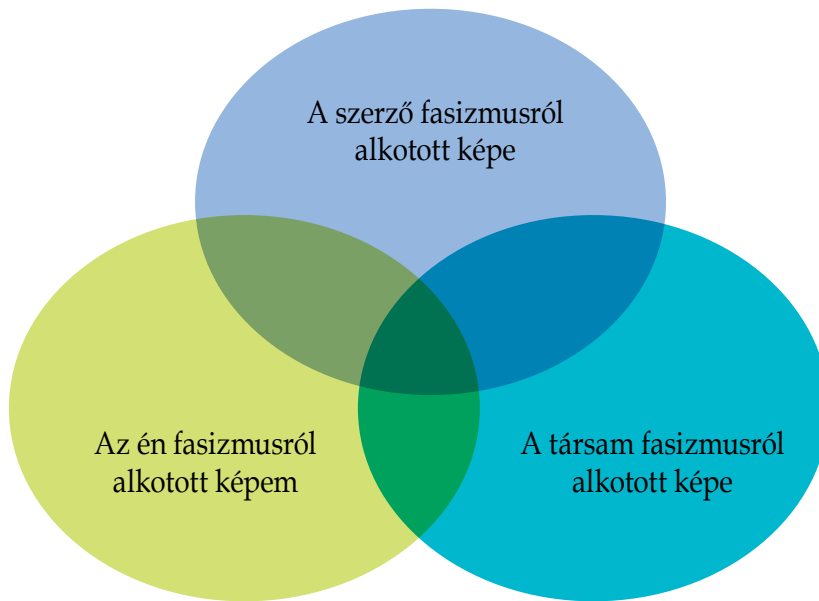 A szerző fasizmusról
alkotott képe
Az én fasizmusról
alkotott képem
A társam fasizmusról
alkotott képe